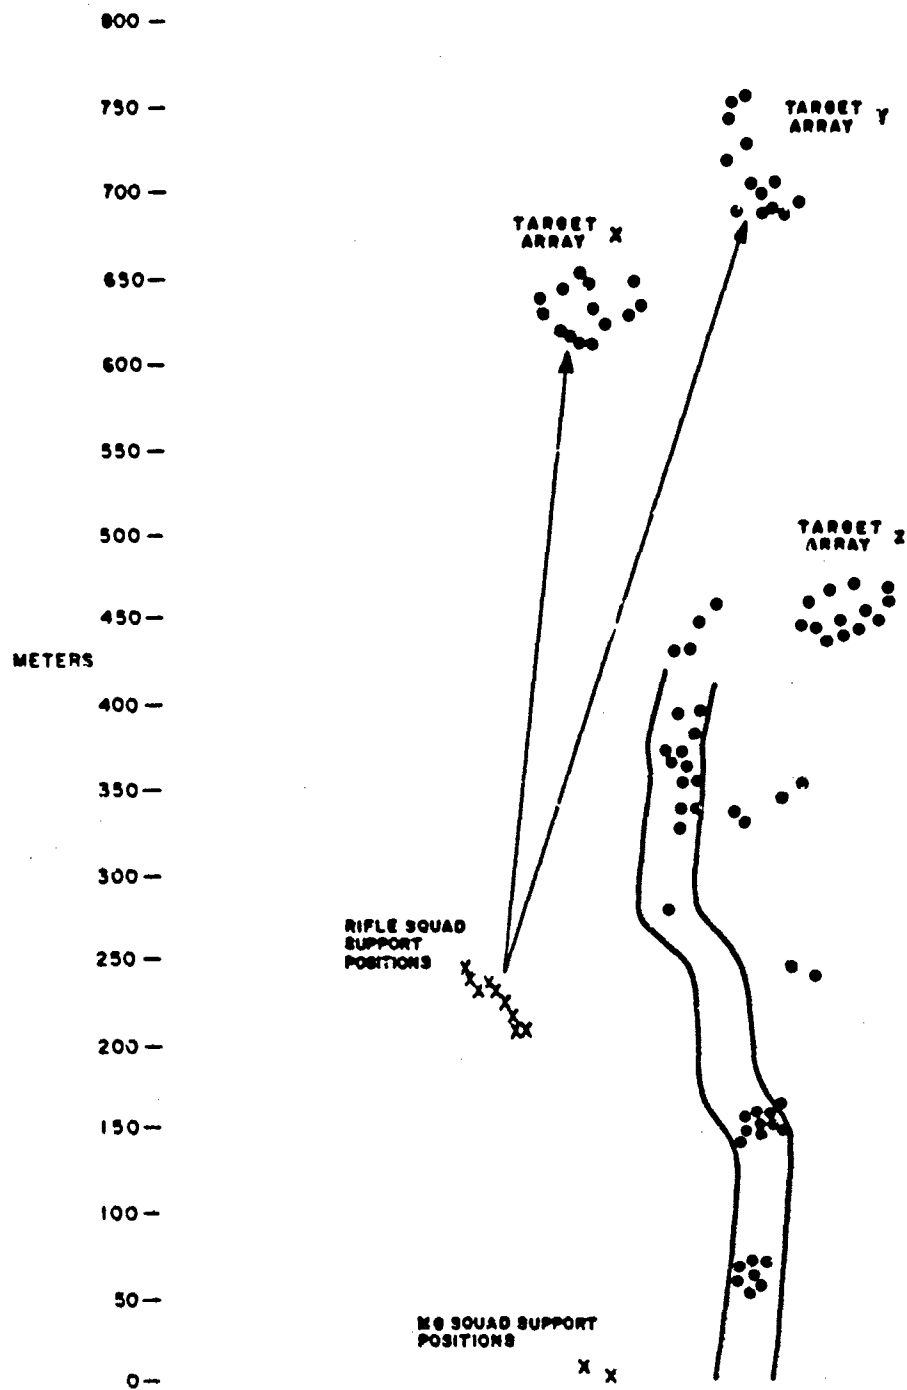 800
750
TARGET
ARRAY Y
700
TARGET
ARRAY X
650
600
550
500
TARGET
ARRAY Z
450
METERS
400
350
300
RIFLE SQUAD
SUPPORT
POSITIONS
250
200
150
100
50
MG SQUAD SUPPORT
POSITIONS
0